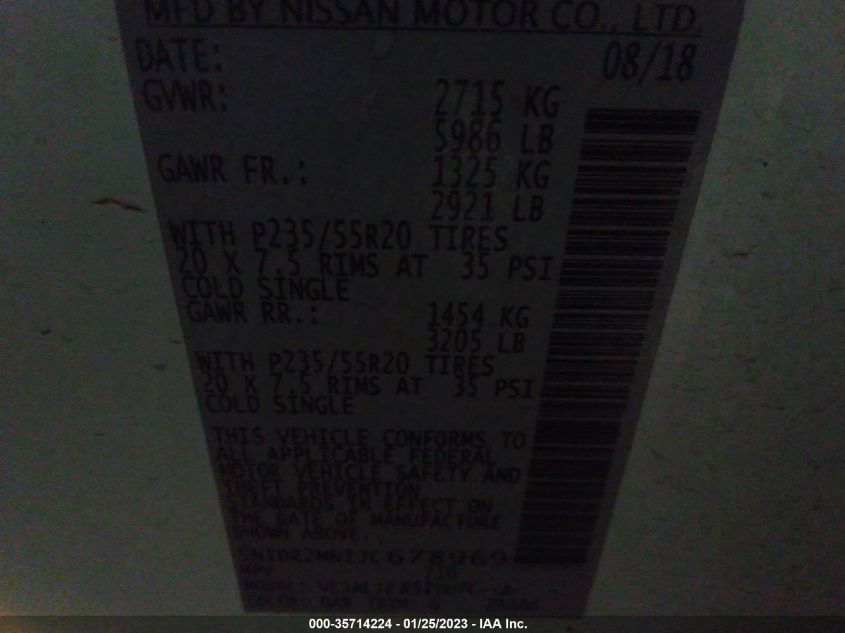 MFD BY NISSAN MOTOR CO., LTD.
DATE: 08/18
GVWR: 2715 KG
5986 LB
GAWR FR.: 1325 KG
2921 LB
WITH P235/55R20 TIRES
20 X 7.5 RIMS AT 35 PSI
COLD SINGLE
GAWR RR.: 1454 KG
3205 LB
WITH P235/55R20 TIRES
20 X 7.5 RIMS AT 35 PSI
COLD SINGLE
THIS VEHICLE CONFORMS TO
ALL APPLICABLE FEDERAL
MOTOR VEHICLE SAFETY AND
THEFT PREVENTION
STANDARDS IN EFFECT ON
THE DATE OF MANUFACTURE
SHOWN ABOVE.
MPV
000-35714224 - 01/25/2023 - IAA Inc.